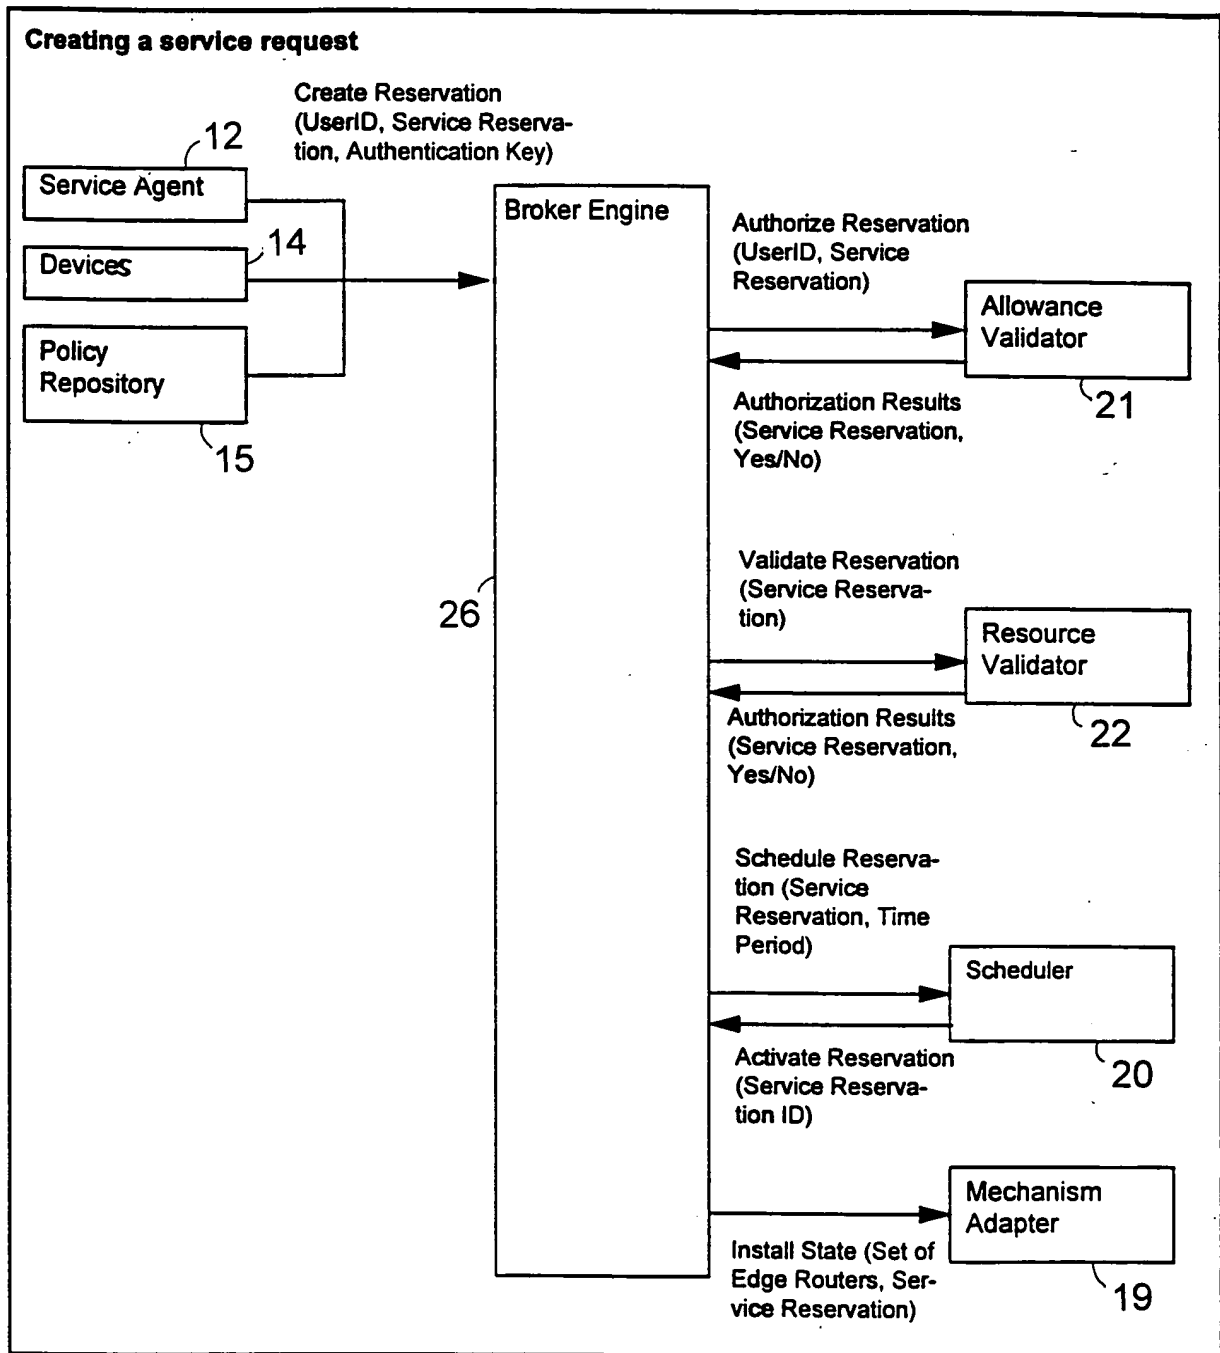 Creating a service request
Create Reservation
(UserID, Service Reserva-
tion, Authentication Key)
12
Service Agent
14
Devices
Policy
Repository
15
Broker Engine
26
Authorize Reservation
(UserID, Service
Reservation)
Allowance
Validator
21
Authorization Results
(Service Reservation,
Yes/No)
Validate Reservation
(Service Reserva-
tion)
Resource
Validator
22
Authorization Results
(Service Reservation,
Yes/No)
Schedule Reserva-
tion (Service
Reservation, Time
Period)
Scheduler
20
Activate Reservation
(Service Reserva-
tion ID)
Mechanism
Adapter
19
Install State (Set of
Edge Routers, Ser-
vice Reservation)